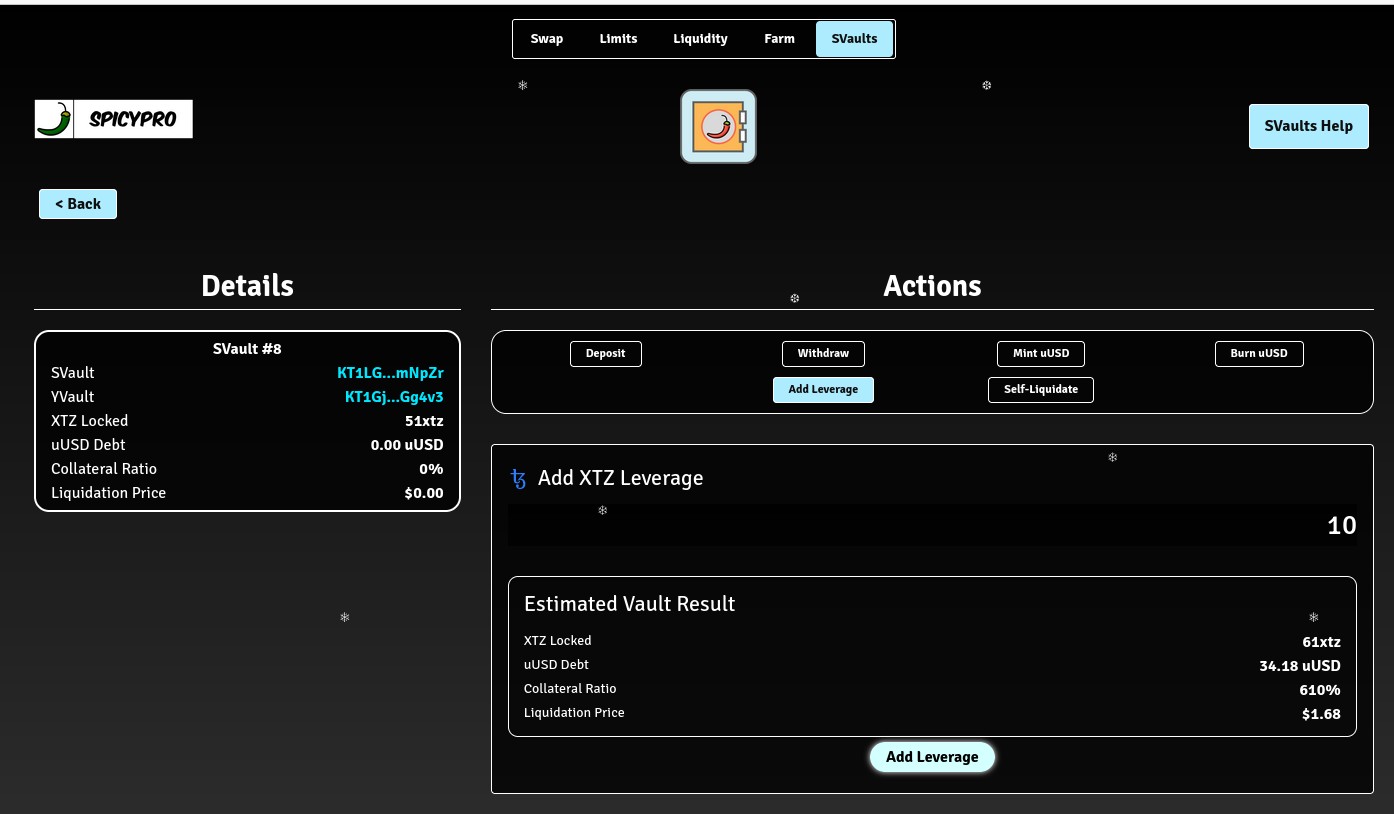 Swap Limits Liquidity Farm SVaults
SPICYPRO
SVaults Help
< Back
Details
SVault #8
SVault KT1LG...mNpZr
YVault KT1Gj...Gg4v3
XTZ Locked 51xtz
uUSD Debt 0.00 uUSD
Collateral Ratio 0%
Liquidation Price $0.00
Actions
Deposit Withdraw Mint uUSD Burn uUSD
Add Leverage Self-Liquidate
Add XTZ Leverage
10
Estimated Vault Result
XTZ Locked 61xtz
uUSD Debt 34.18 uUSD
Collateral Ratio 610%
Liquidation Price $1.68
Add Leverage